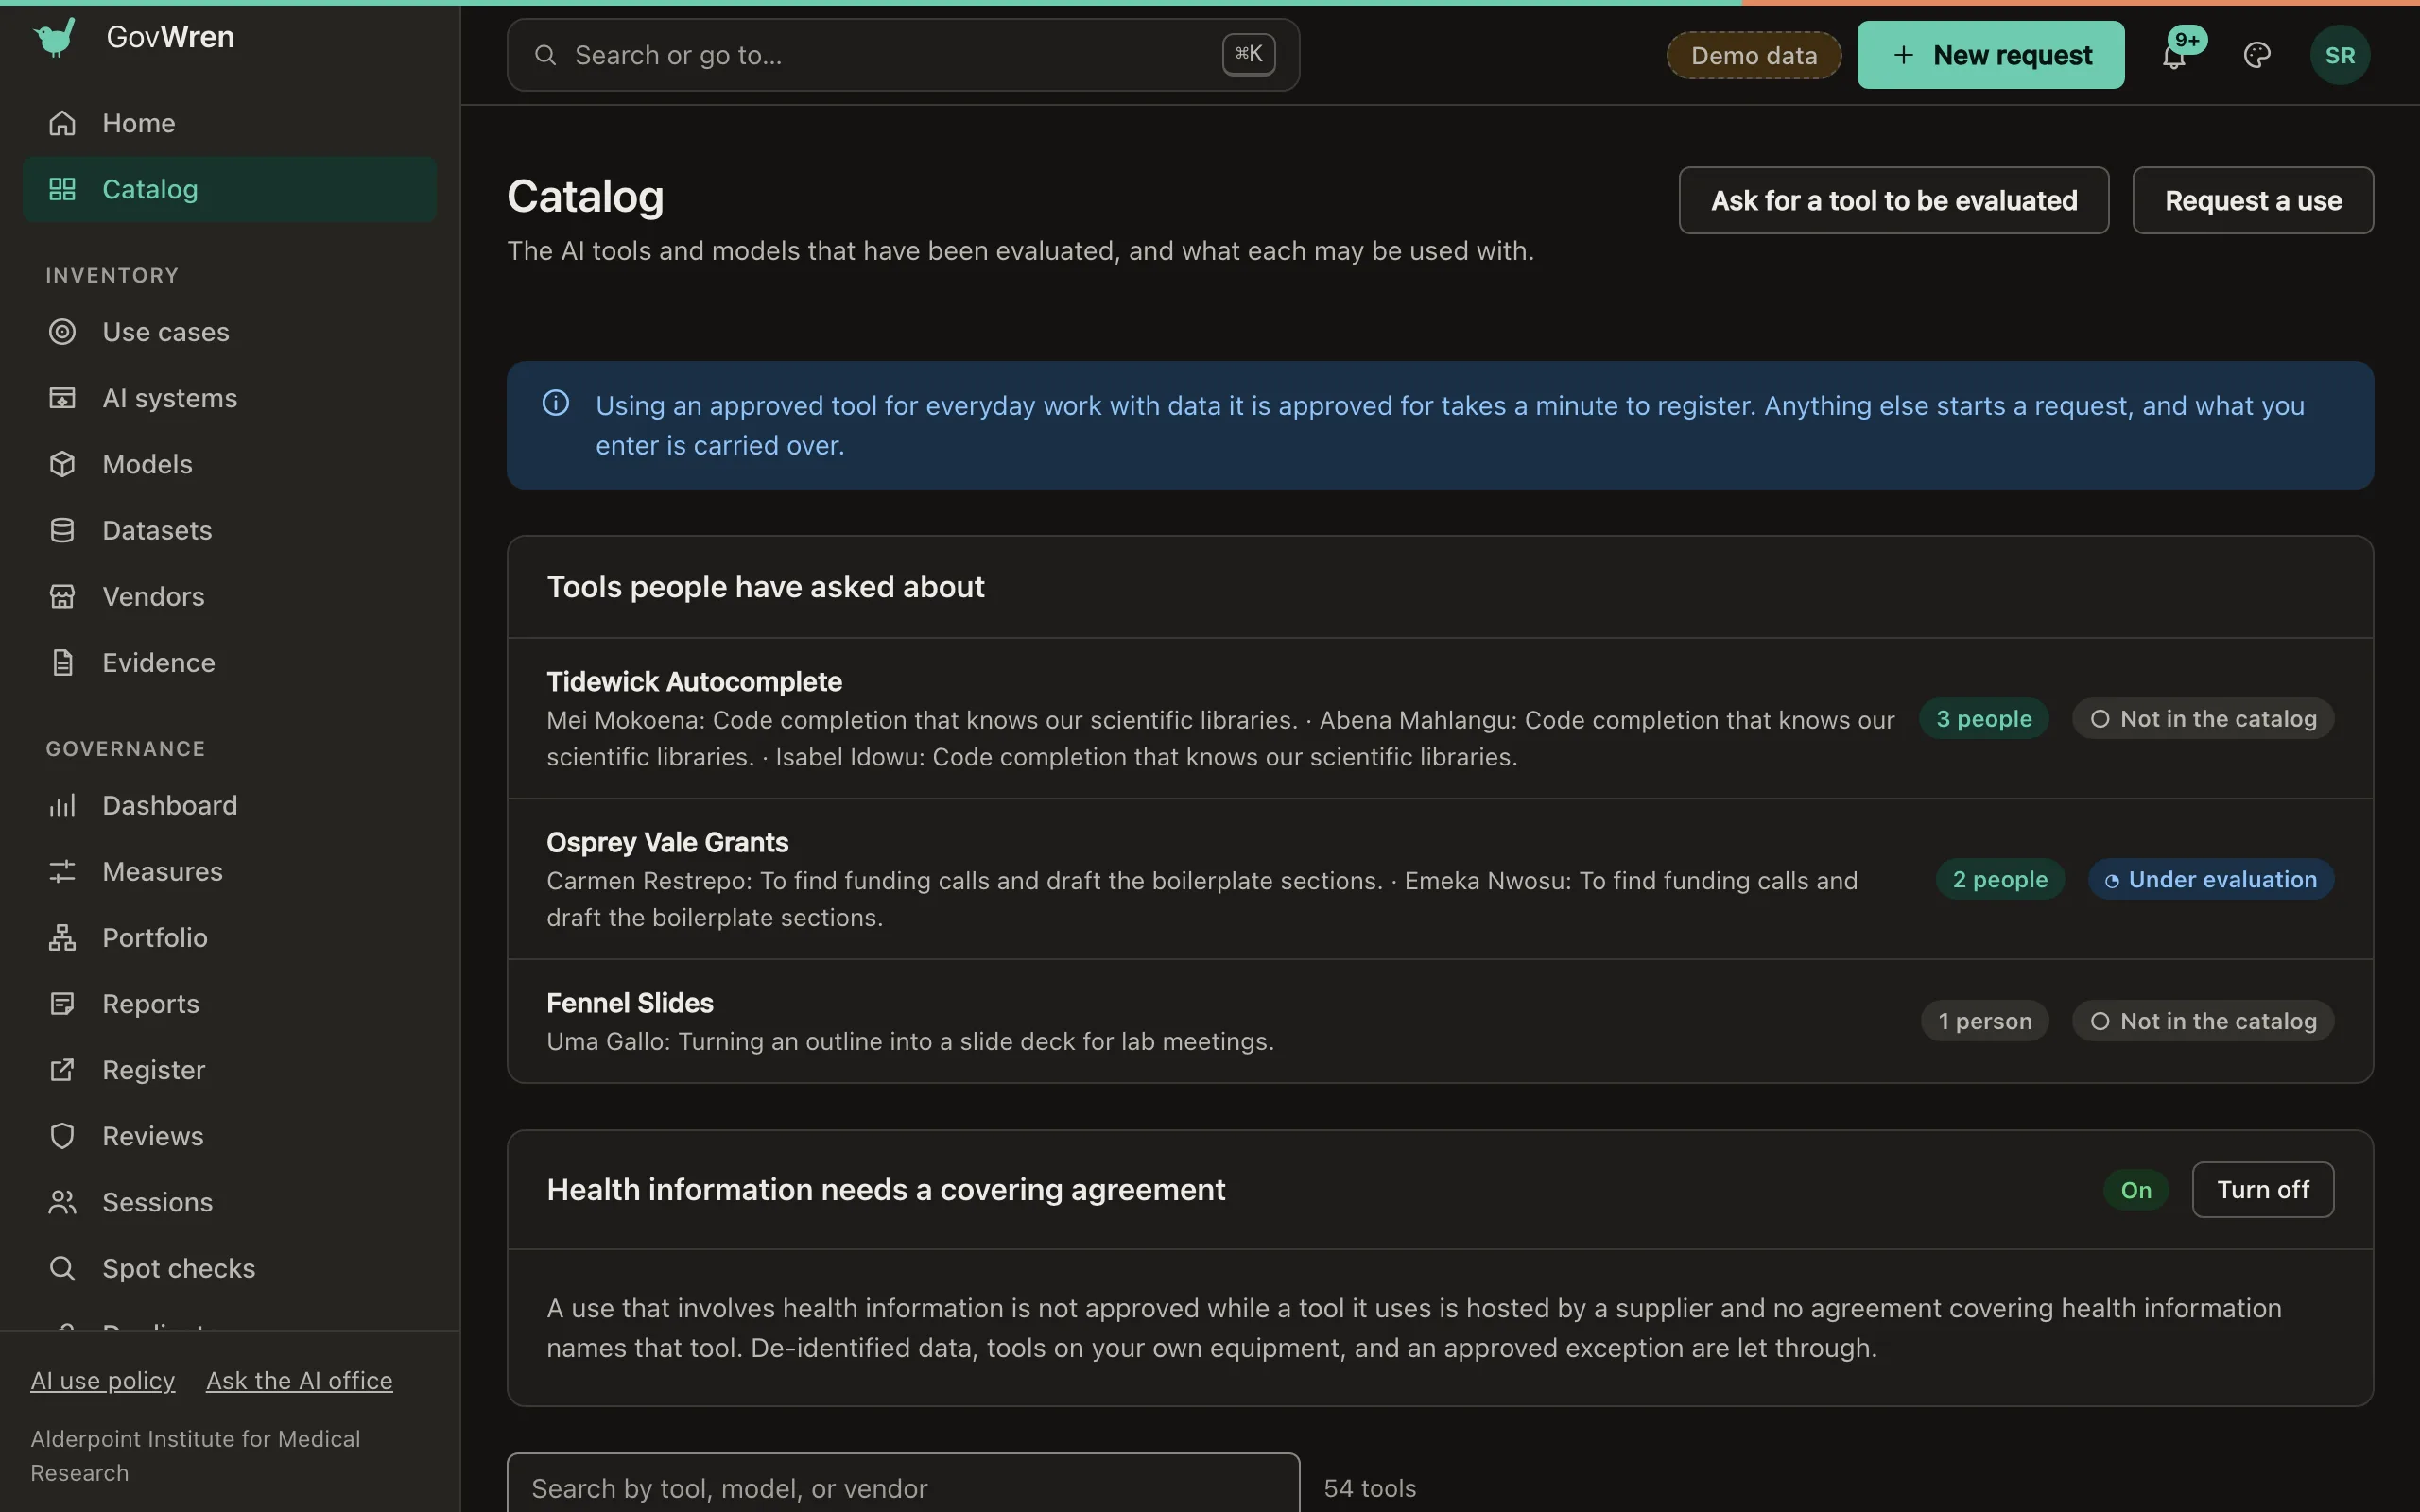 GovWren
Search or go to...
⌘K
Demo data
+ New request
9+
SR
Home
Catalog
INVENTORY
Use cases
AI systems
Models
Datasets
Vendors
Evidence
GOVERNANCE
Dashboard
Measures
Portfolio
Reports
Register
Reviews
Sessions
Spot checks
AI use policy
Ask the AI office
Alderpoint Institute for Medical
Research
Catalog
The AI tools and models that have been evaluated, and what each may be used with.
Ask for a tool to be evaluated
Request a use
Using an approved tool for everyday work with data it is approved for takes a minute to register. Anything else starts a request, and what you
enter is carried over.
Tools people have asked about
Tidewick Autocomplete
Mei Mokoena: Code completion that knows our scientific libraries. · Abena Mahlangu: Code completion that knows our
scientific libraries. · Isabel Idowu: Code completion that knows our scientific libraries.
3 people
Not in the catalog
Osprey Vale Grants
Carmen Restrepo: To find funding calls and draft the boilerplate sections. · Emeka Nwosu: To find funding calls and
draft the boilerplate sections.
2 people
Under evaluation
Fennel Slides
Uma Gallo: Turning an outline into a slide deck for lab meetings.
1 person
Not in the catalog
Health information needs a covering agreement
On
Turn off
A use that involves health information is not approved while a tool it uses is hosted by a supplier and no agreement covering health information
names that tool. De-identified data, tools on your own equipment, and an approved exception are let through.
Search by tool, model, or vendor
54 tools